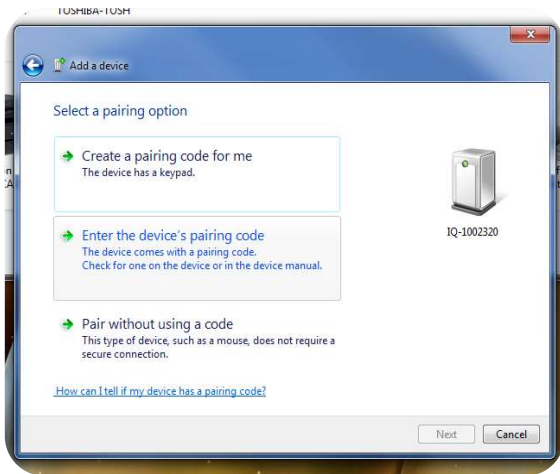 TOSHIBA-TOSH
Add a device
Select a pairing option
Create a pairing code for me
The device has a keypad.
Enter the device's pairing code
The device comes with a pairing code.
Check for one on the device or in the device manual.
IQ-1002320
Pair without using a code
This type of device, such as a mouse, does not require a
secure connection.
How can I tell if my device has a pairing code?
Next
Cancel